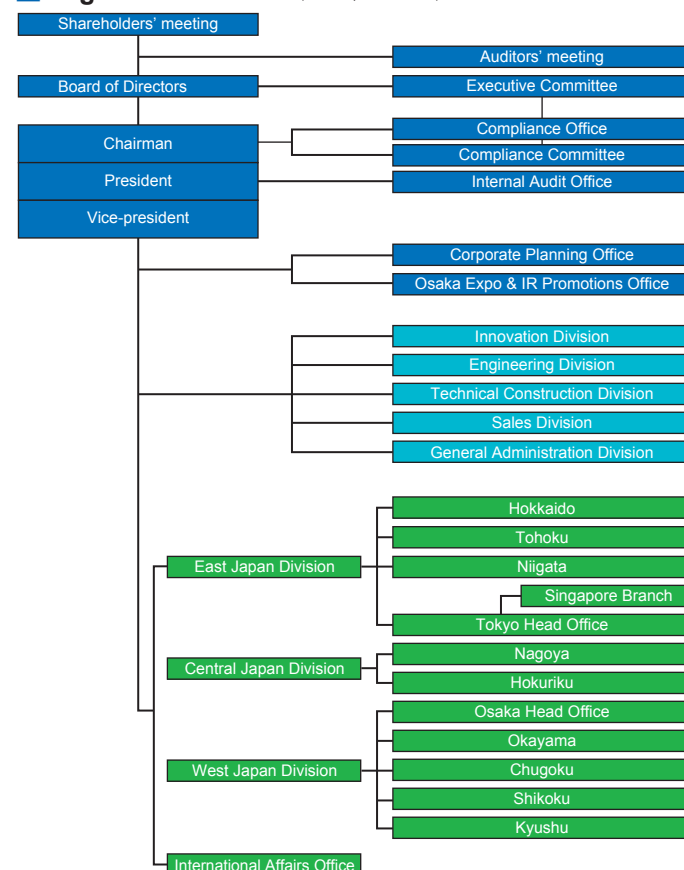 Shareholders' meeting
Auditors' meeting
Board of Directors
Executive Committee
Compliance Office
Chairman
Compliance Committee
President
Internal Audit Office
Vice-president
Corporate Planning Office
Osaka Expo & IR Promotions Office
Innovation Division
Engineering Division
Technical Construction Division
Sales Division
General Administration Division
Hokkaido
Tohoku
East Japan Division
Niigata
Singapore Branch
Tokyo Head Office
Nagoya
Central Japan Division
Hokuriku
Osaka Head Office
Okayama
West Japan Division
Chugoku
Shikoku
Kyushu
International Affairs Office